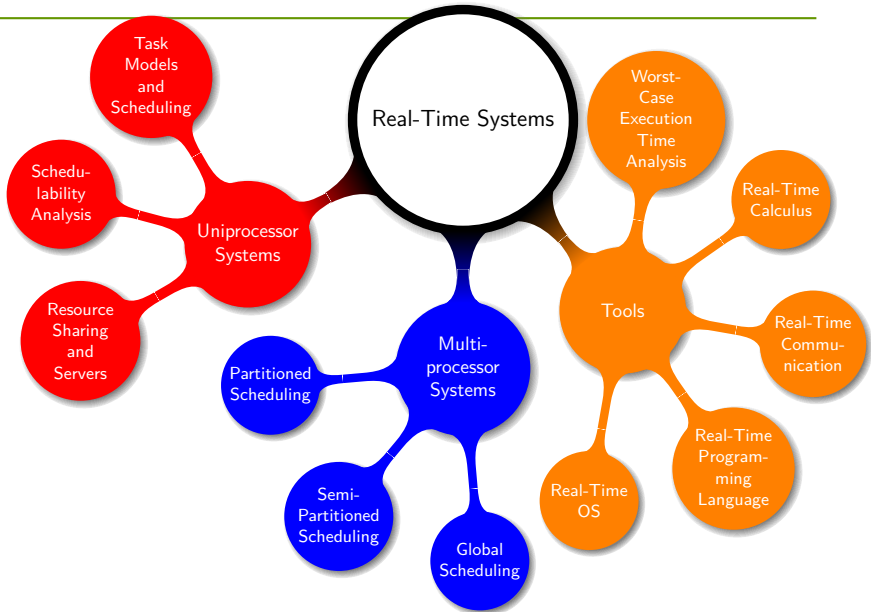 Real-Time Systems
Uniprocessor
Systems
Task
Models
and
Scheduling
Schedu-
lability
Analysis
Resource
Sharing
and
Servers
Multi-
processor
Systems
Partitioned
Scheduling
Semi-
Partitioned
Scheduling
Global
Scheduling
Tools
Worst-
Case
Execution
Time
Analysis
Real-Time
Calculus
Real-Time
Commu-
nication
Real-Time
Program-
ming
Language
Real-Time
OS